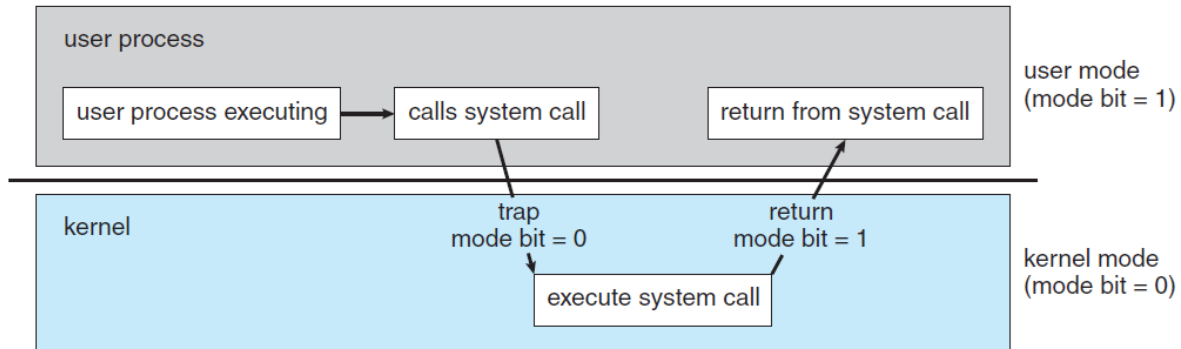 user process
user process executing
calls system call
return from system call
user mode
(mode bit = 1)
kernel
trap
mode bit = 0
return
mode bit = 1
execute system call
kernel mode
(mode bit = 0)